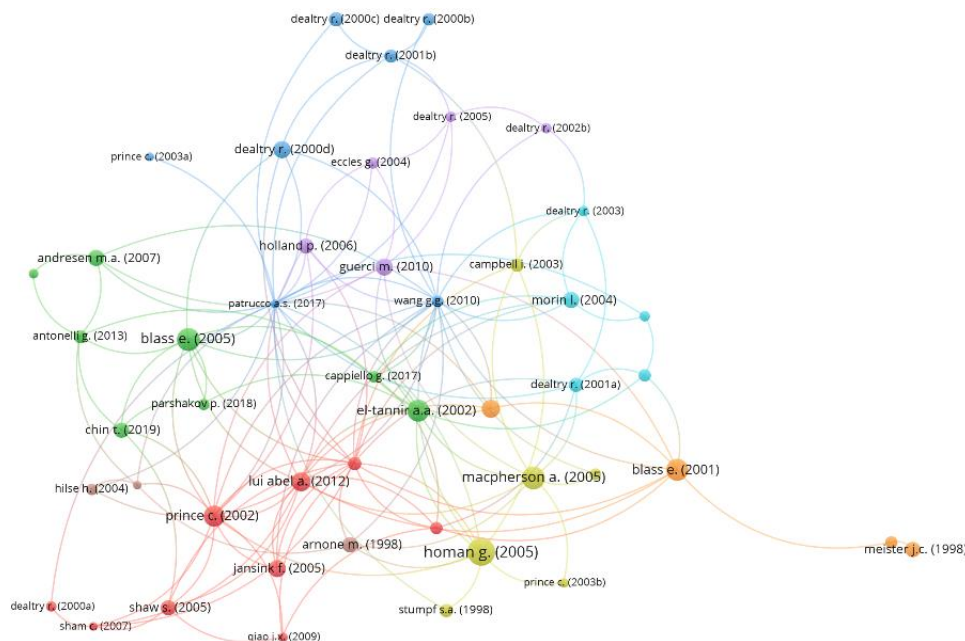 dealtry r. (2000c)
dealtry r. (2000b)
dealtry r. (2001b)
dealtry r. (2005)
dealtry r. (2002b)
dealtry r. (2000d)
prince c. (2003a)
eccles g. (2004)
dealtry r. (2003)
holland p. (2006)
andresen m.a. (2007)
guerci m. (2010)
campbell i. (2003)
patrucco a.s. (2017)
wang g.g. (2010)
morin l. (2004)
antonelli g. (2013)
blass e. (2005)
cappiello g. (2017)
dealtry r. (2001a)
parshakov p. (2018)
el-tannir a.a. (2002)
chin t. (2019)
blass e. (2001)
macpherson a. (2005)
lui abel a. (2012)
hilse h. (2004)
prince c. (2002)
arnone m. (1998)
homan g. (2005)
meister j.c. (1998)
jansink f. (2005)
prince c. (2003b)
dealtry r. (2000a)
shaw s. (2005)
stumpf s.a. (1998)
sham c. (2007)
qiao j.x. (2009)